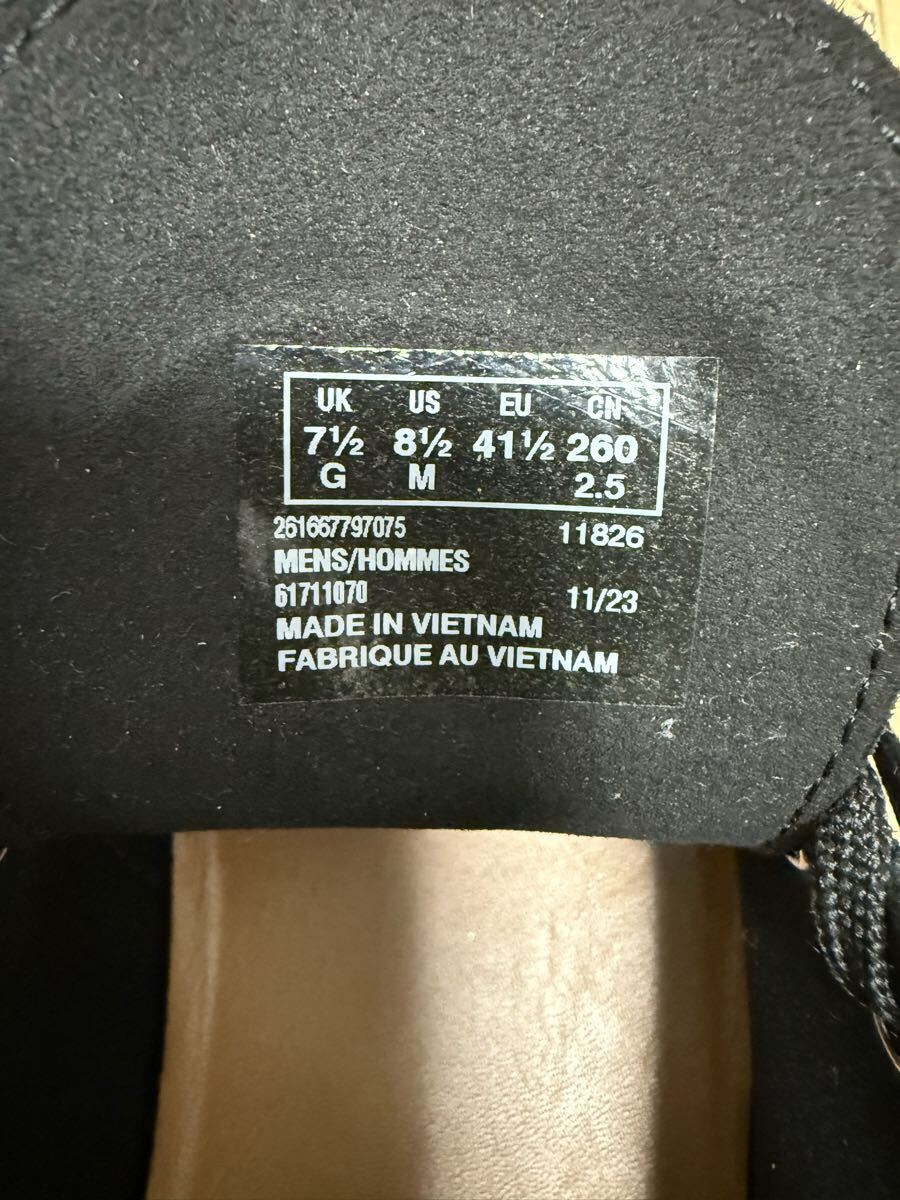 UK US EU CN
7½ 8½ 41½ 260
G M 2.5
261667797075 11826
MENS/HOMMES
61711070 11/23
MADE IN VIETNAM
FABRIQUE AU VIETNAM